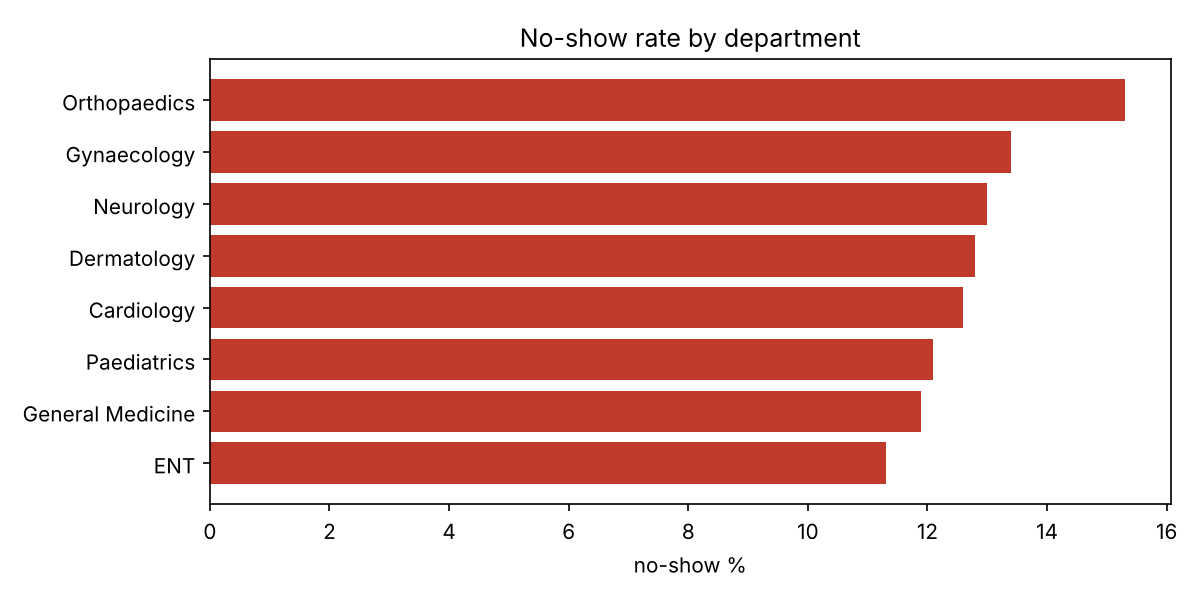 No-show rate by department
Orthopaedics
Gynaecology
Neurology
Dermatology
Cardiology
Paediatrics
General Medicine
ENT
0 2 4 6 8 10 12 14 16
no-show %